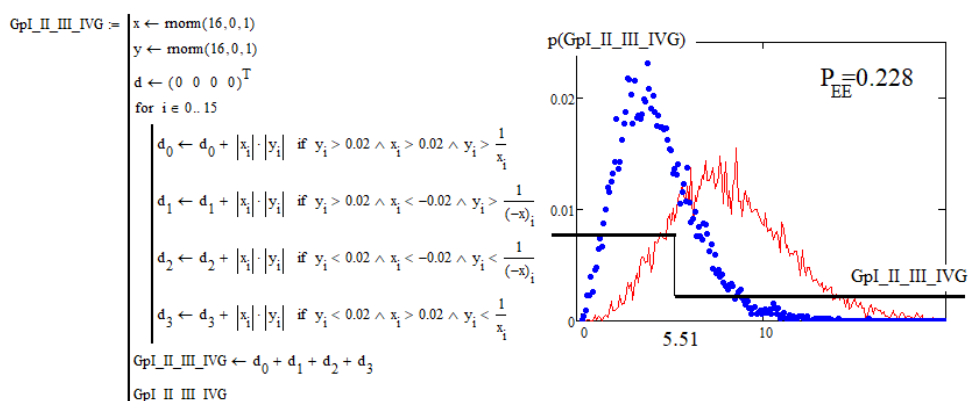 GpI_II_III_IVG := x ← rnorm(16,0,1)
y ← rnorm(16,0,1)
d ← (0 0 0 0)^T
for i ∈ 0..15
d_0 ← d_0 + |x_i|·|y_i| if y_i > 0.02 ∧ x_i > 0.02 ∧ y_i > 1/x_i
d_1 ← d_1 + |x_i|·|y_i| if y_i > 0.02 ∧ x_i < -0.02 ∧ y_i > 1/(-x)_i
d_2 ← d_2 + |x_i|·|y_i| if y_i < 0.02 ∧ x_i < -0.02 ∧ y_i < 1/(-x)_i
d_3 ← d_3 + |x_i|·|y_i| if y_i < 0.02 ∧ x_i > 0.02 ∧ y_i < 1/x_i
GpI_II_III_IVG ← d_0 + d_1 + d_2 + d_3
GpI_II_III_IVG
p(GpI_II_III_IVG)
P_EE=0.228
0.02
0.01
GpI_II_III_IVG
0
0
5.51
10